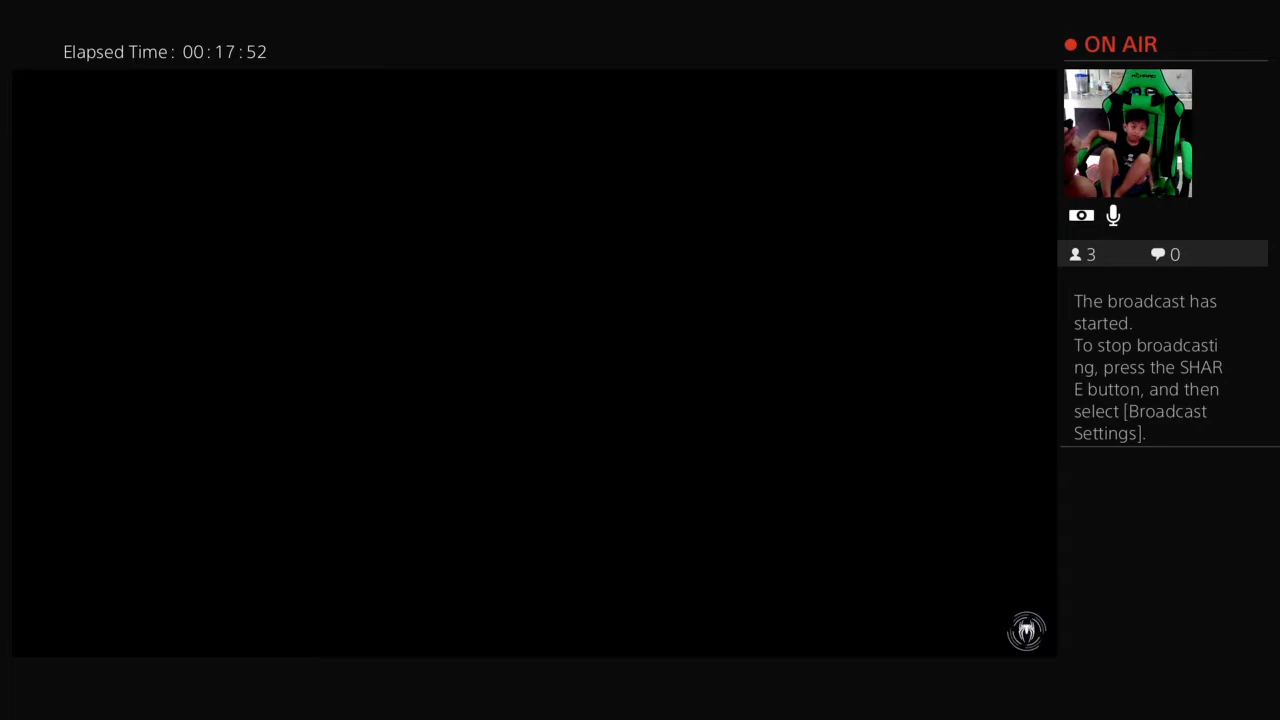 Elapsed Time: 00:17:52
ON AIR
3
0
The broadcast has
started.
To stop broadcasti
ng, press the SHAR
E button, and then
select [Broadcast
Settings].